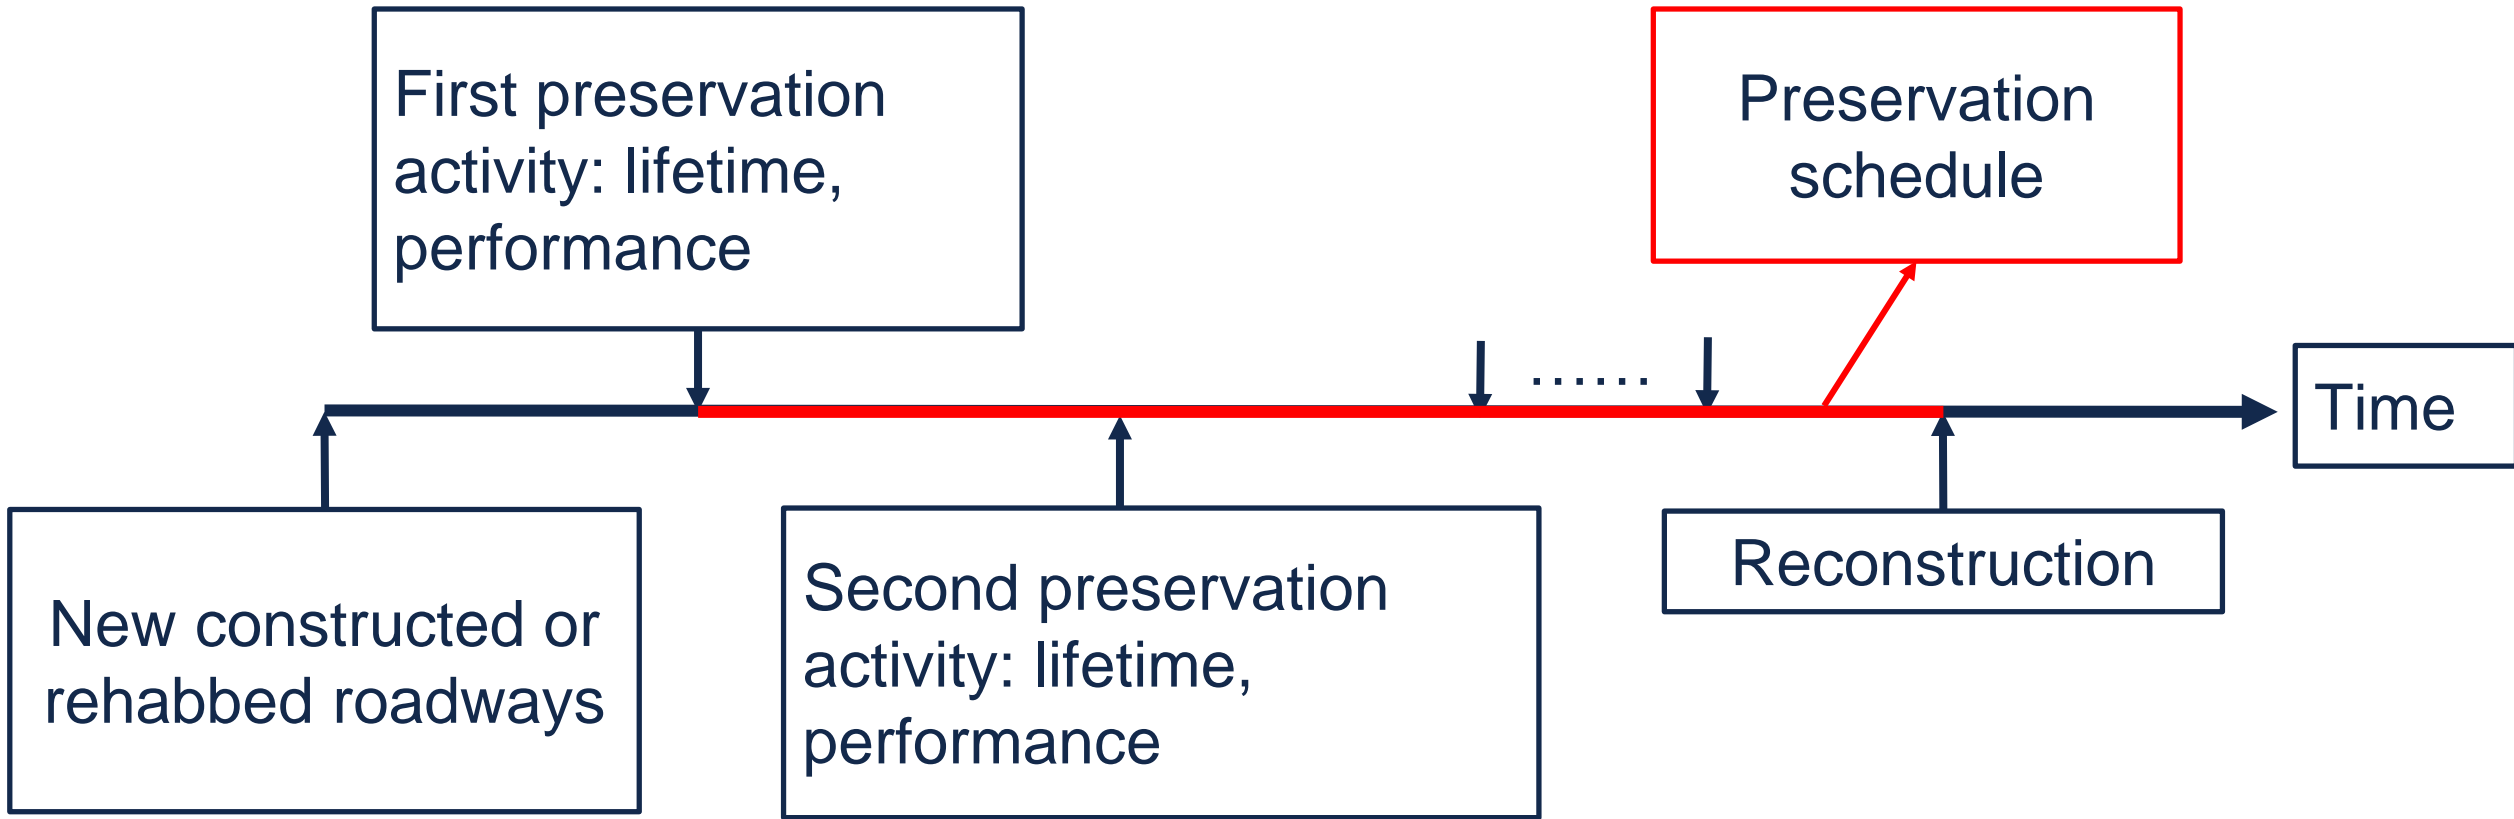 First preservation
activity: lifetime,
performance
Preservation
schedule
......
Time
New constructed or
rehabbed roadways
Second preservation
activity: lifetime,
performance
Reconstruction